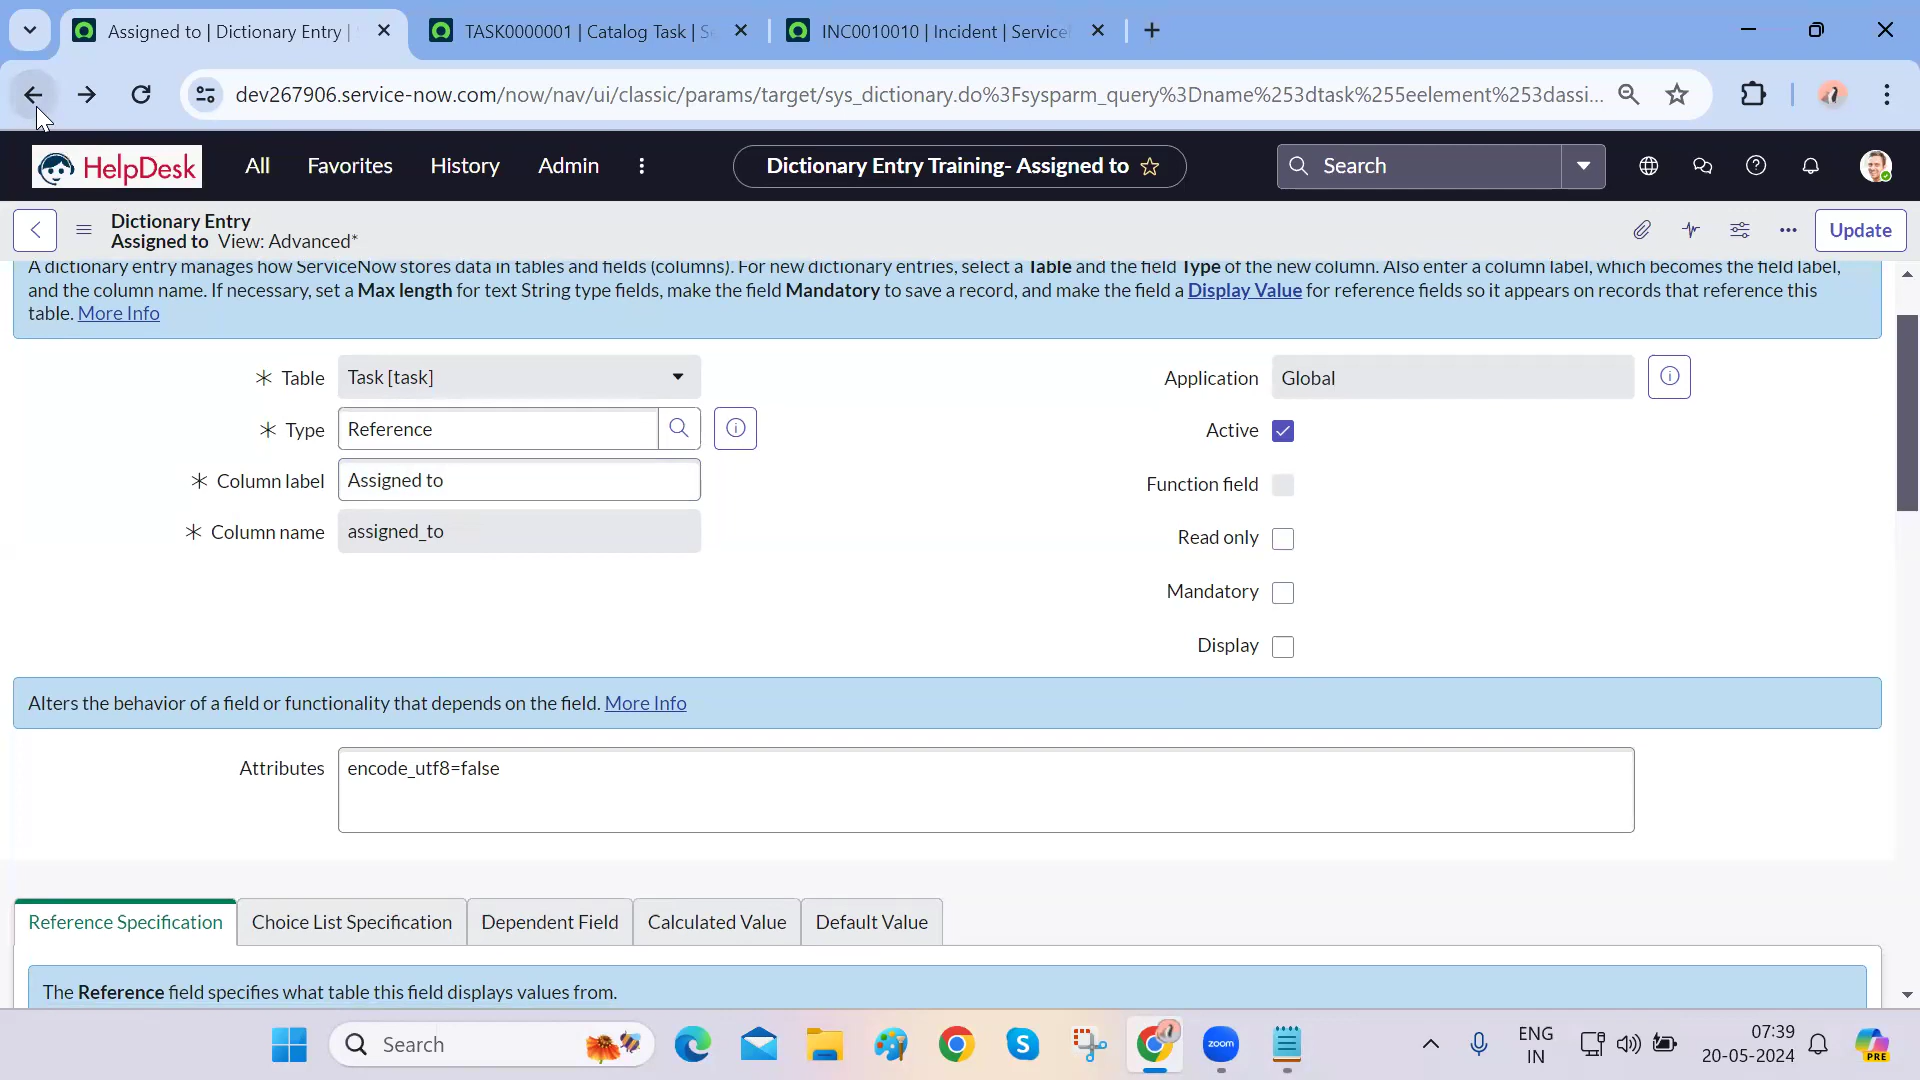 Assigned to | Dictionary Entry |
TASK0000001 | Catalog Task | S
INC0010010 | Incident | Service
dev267906.service-now.com/now/nav/ui/classic/params/target/sys_dictionary.do%3Fsysparm_query%3Dname%253dtask%255eelement%253dassi...
HelpDesk
All
Favorites
History
Admin
Dictionary Entry Training- Assigned to
Search
Dictionary Entry
Assigned to View: Advanced*
Update
A dictionary entry manages how ServiceNow stores data in tables and fields (columns). For new dictionary entries, select a Table and the field Type of the new column. Also enter a column label, which becomes the field label,
and the column name. If necessary, set a Max length for text String type fields, make the field Mandatory to save a record, and make the field a Display Value for reference fields so it appears on records that reference this
table. More Info
Table
Task [task]
Application
Global
Type
Reference
Active
Column label
Assigned to
Function field
Column name
assigned_to
Read only
Mandatory
Display
Alters the behavior of a field or functionality that depends on the field. More Info
Attributes
encode_utf8=false
Reference Specification
Choice List Specification
Dependent Field
Calculated Value
Default Value
The Reference field specifies what table this field displays values from.
Search
zoom
ENG
IN
07:39
20-05-2024
PRE